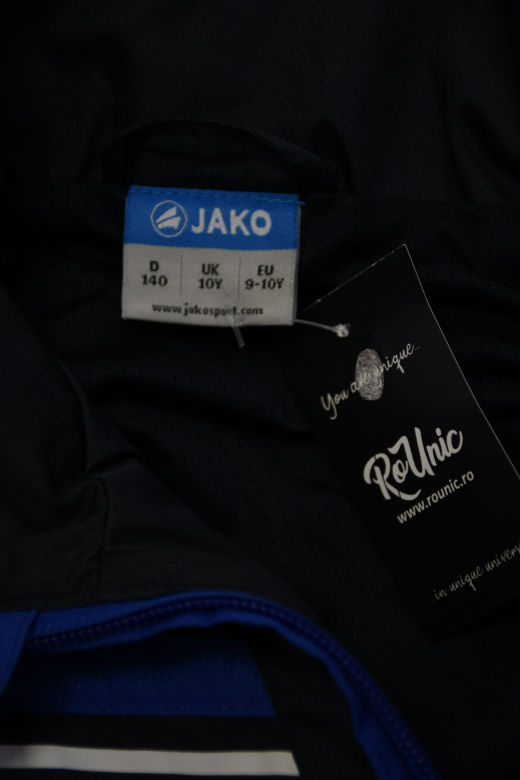 JAKO
D UK EU
140 10Y 9-10Y
www.jakosport.com
You are unique...
RoUnic
www.rounic.ro
...in unique